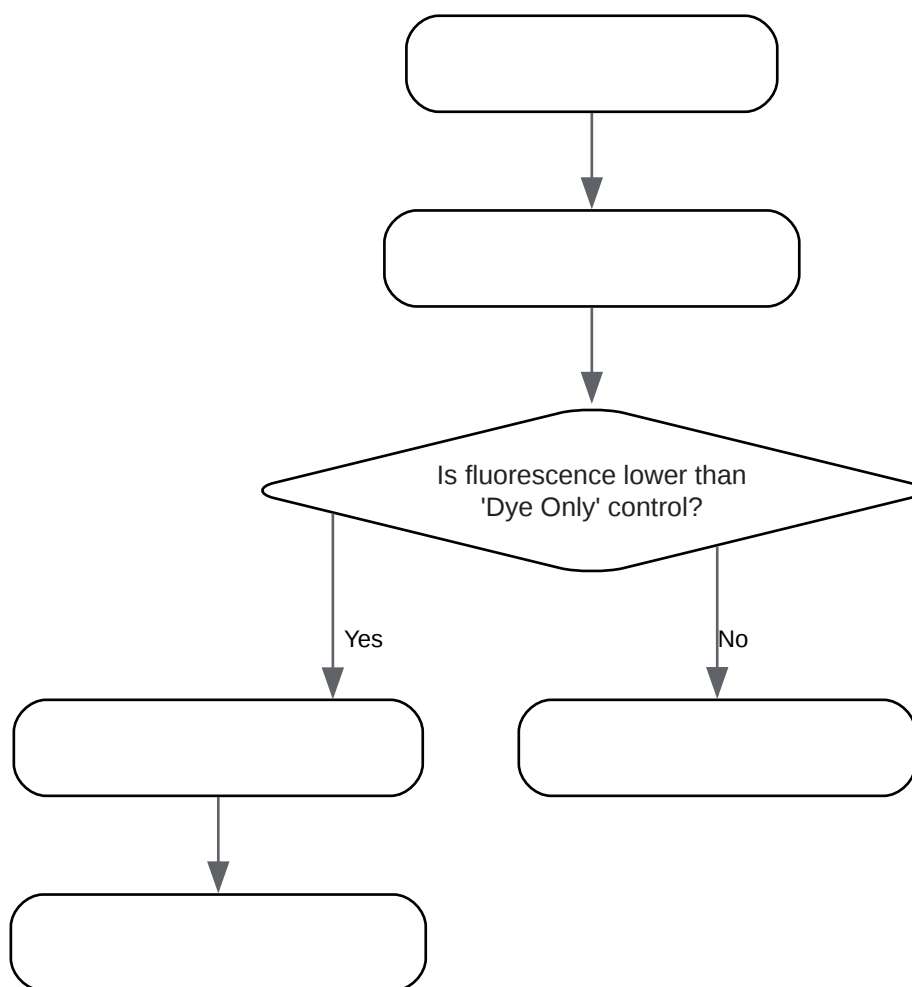 Is fluorescence lower than
'Dye Only' control?
Yes
No